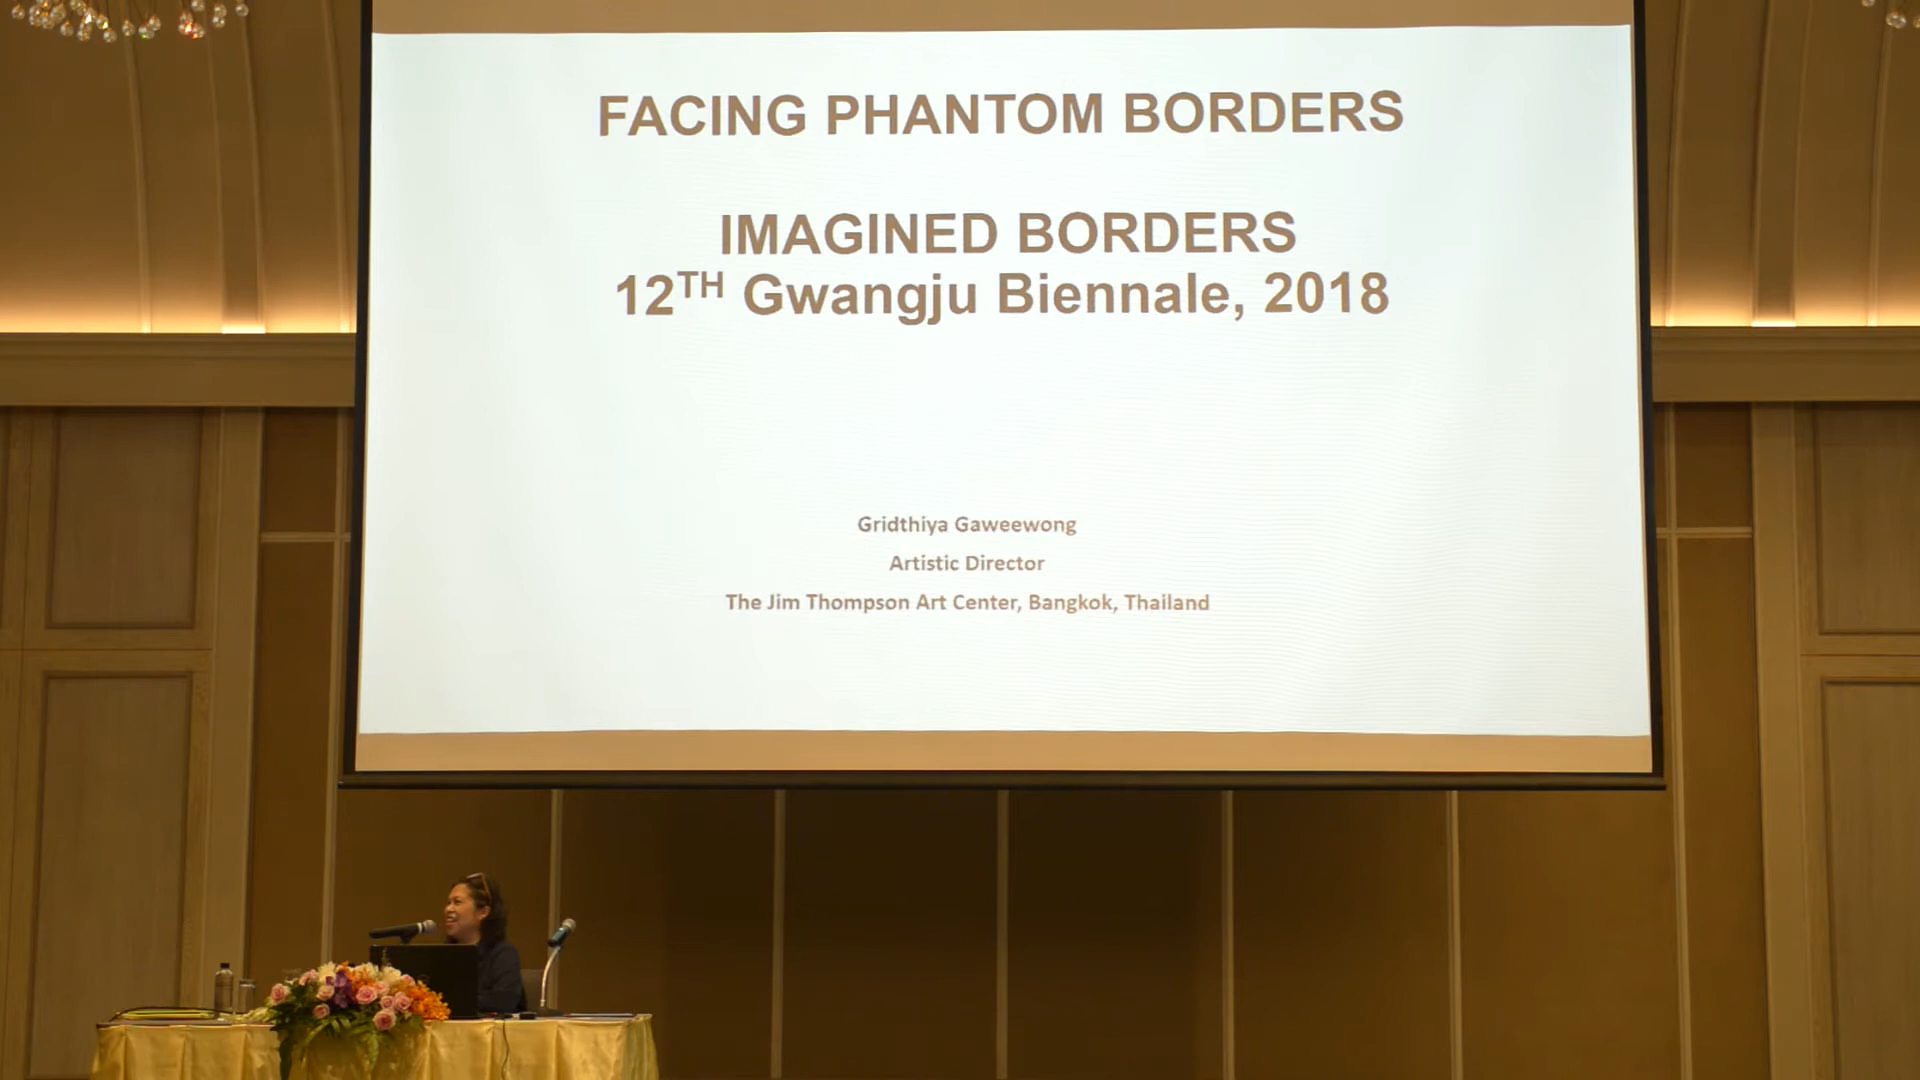 FACING PHANTOM BORDERS
IMAGINED BORDERS
12TH Gwangju Biennale, 2018
Gridthiya Gaweewong
Artistic Director
The Jim Thompson Art Center, Bangkok, Thailand